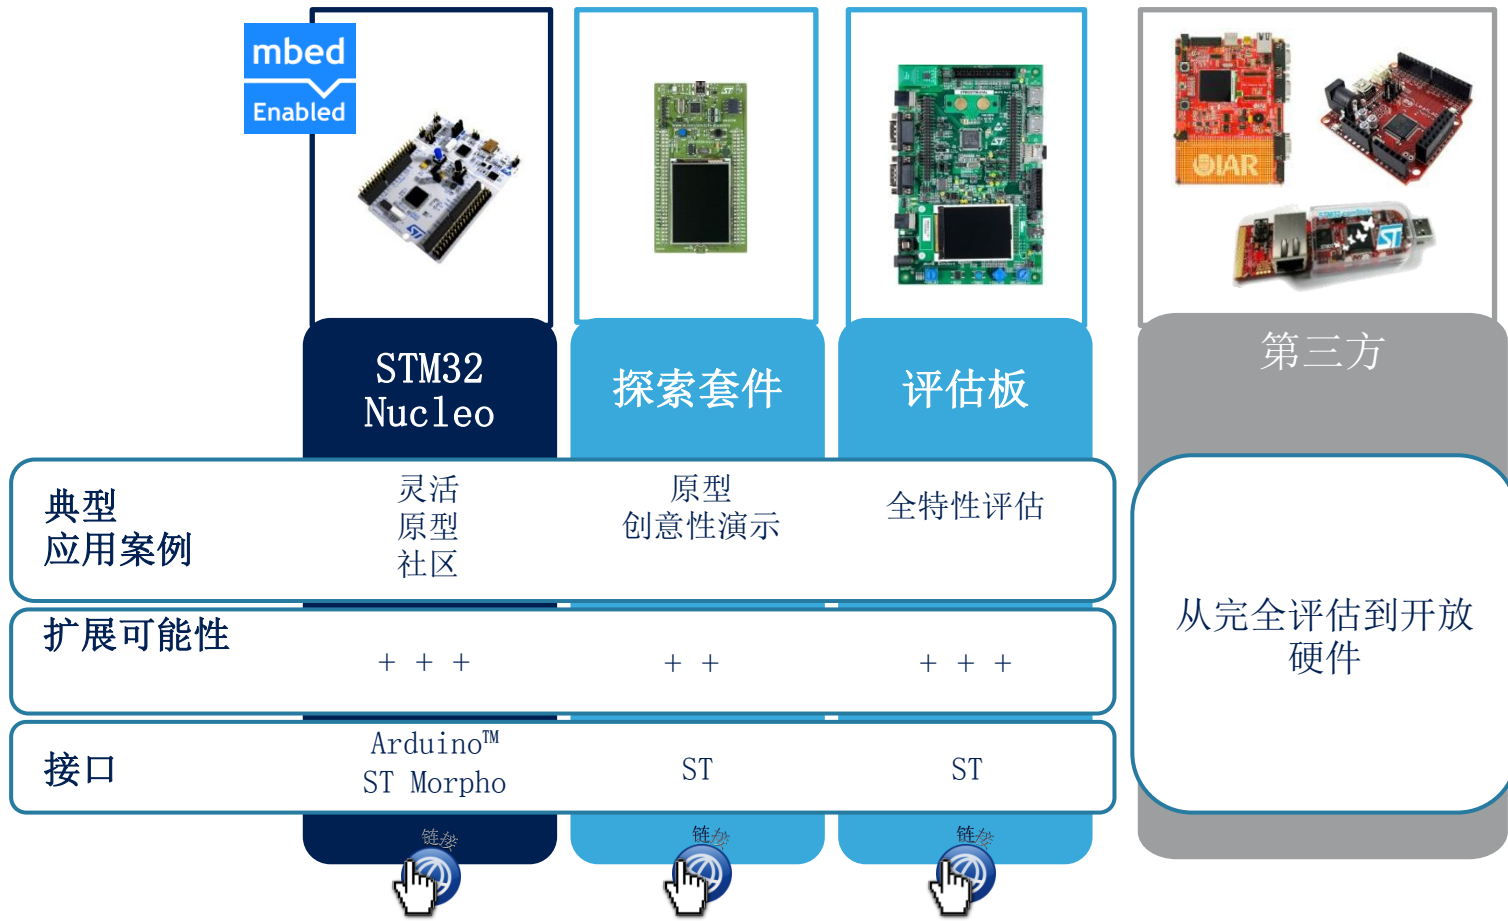 mbed
Enabled
IAR
STM32
Nucleo
探索套件
评估板
第三方
典型
应用案例
灵活
原型
社区
原型
创意性演示
全特性评估
扩展可能性
+ + +
+ +
+ + +
从完全评估到开放
硬件
接口
Arduino™
ST Morpho
ST
ST
链接
链接
链接